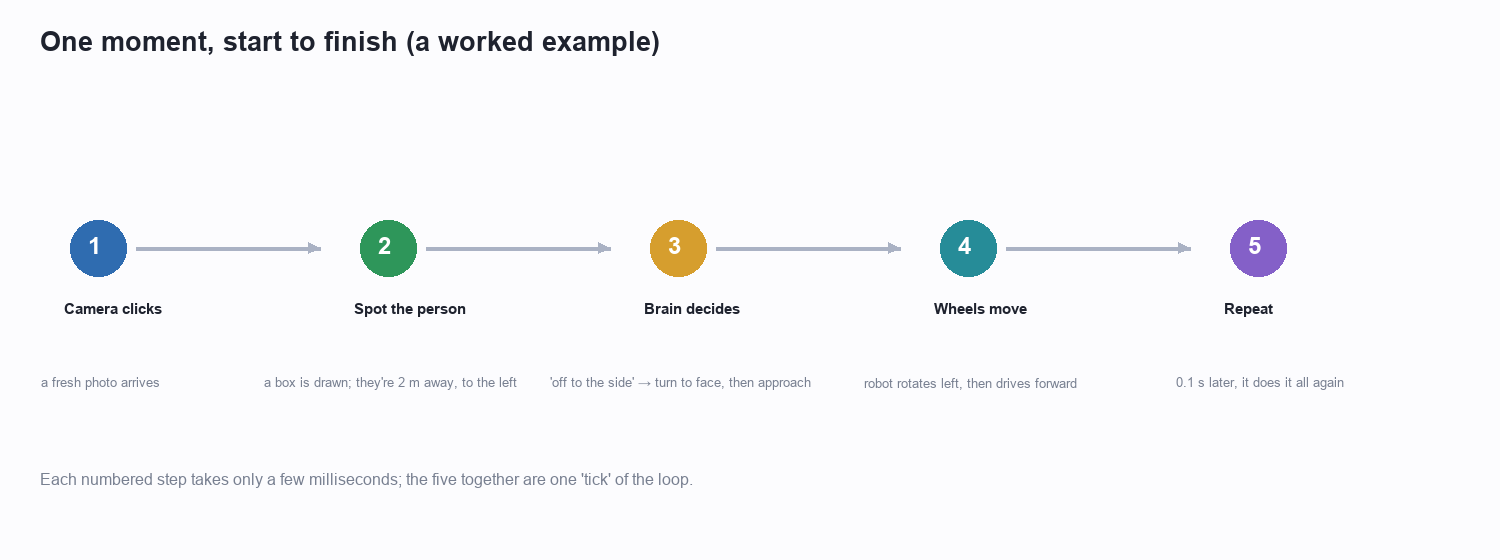 One moment, start to finish (a worked example)
1
2
3
4
5
Camera clicks
Spot the person
Brain decides
Wheels move
Repeat
a fresh photo arrives
a box is drawn; they're 2 m away, to the left
'off to the side' → turn to face, then approach
robot rotates left, then drives forward
0.1 s later, it does it all again
Each numbered step takes only a few milliseconds; the five together are one 'tick' of the loop.